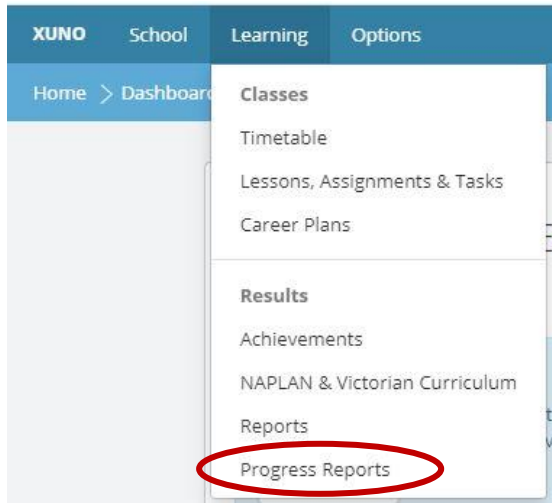 XUNO School Learning Options
Home > Dashboard
Classes
Timetable
Lessons, Assignments & Tasks
Career Plans
Results
Achievements
NAPLAN & Victorian Curriculum
Reports
Progress Reports